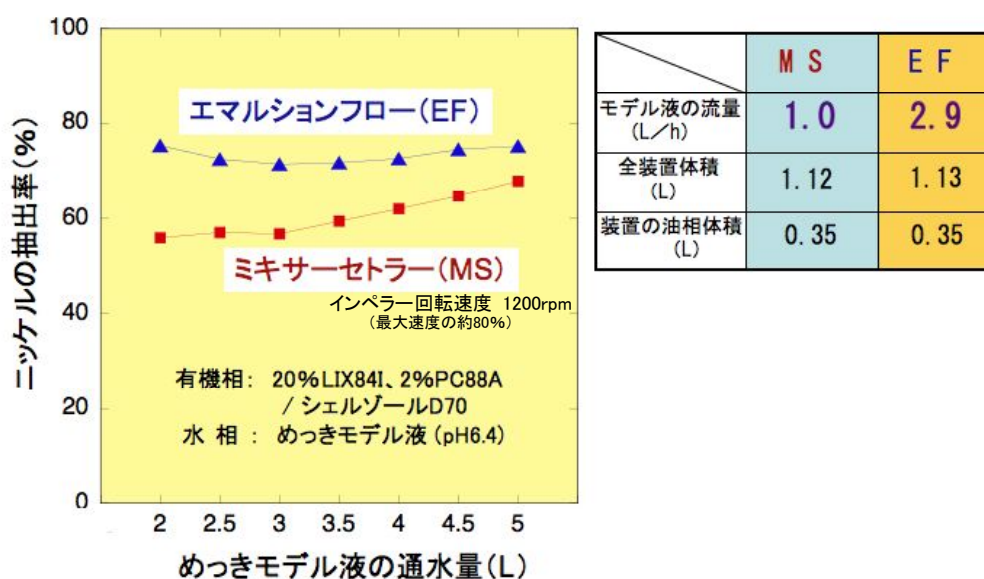 100
80
60
40
20
0
ニッケルの抽出率(%)
エマルションフロー(EF)
ミキサーセトラー(MS)
インペラー回転速度 1200rpm
(最大速度の約80%)
有機相: 20%LIX84I、2%PC88A
/ シェルゾールD70
水 相 : めっきモデル液 (pH6.4)
2 2.5 3 3.5 4 4.5 5
めっきモデル液の通水量(L)
M S E F
モデル液の流量
(L/h)
1.0 2.9
全装置体積
(L)
1.12 1.13
装置の油相体積
(L)
0.35 0.35